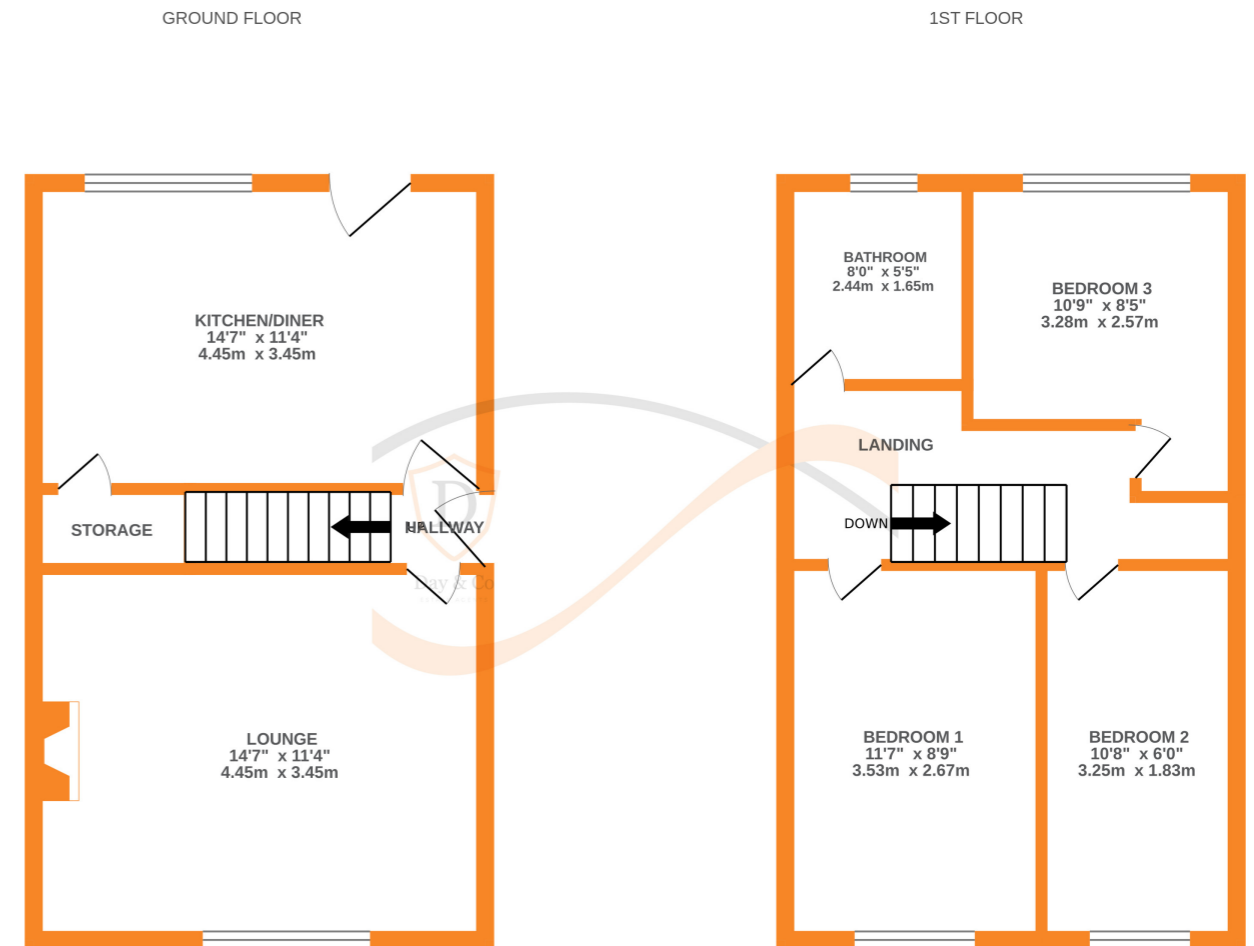 GROUND FLOOR
1ST FLOOR
KITCHEN/DINER
14'7" x 11'4"
4.45m x 3.45m
STORAGE
UP
HALLWAY
D
Day & Co
LOUNGE
14'7" x 11'4"
4.45m x 3.45m
BATHROOM
8'0" x 5'5"
2.44m x 1.65m
BEDROOM 3
10'9" x 8'5"
3.28m x 2.57m
LANDING
DOWN
BEDROOM 1
11'7" x 8'9"
3.53m x 2.67m
BEDROOM 2
10'8" x 6'0"
3.25m x 1.83m